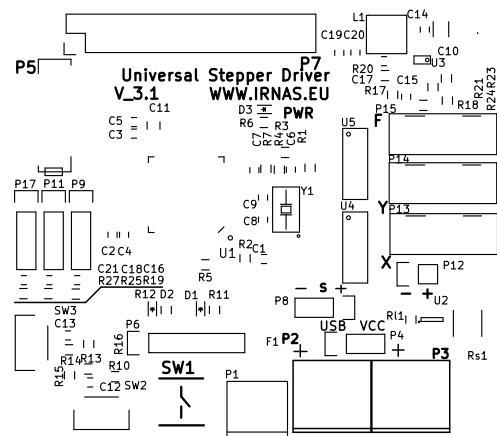 L1 C14
C19 C20
P5 P7 R20 U3 C10
Universal Stepper Driver C17 C15 R21 R24 R23
V_3.1 WWW.IRNAS.EU R17 R18
D3 PWR P15
C5 C11 R6 R3 U5 F
C3 C7 R7 R4 C6 R1
P14
P17 P11 P9 Y1
C9 U4 Y P13
C8
C2 C4 U1 R2 C1
C21 C18 C16 R5 X P12
R27 R25 R19 - s + - +
R12 D2 D1 R11 P8 U2
SW3
C13 P6 USB VCC Rl1
R16 F1 P2 P4 P3
R14 R13 + + Rs1
R15 R10 SW1 P1
C12 SW2